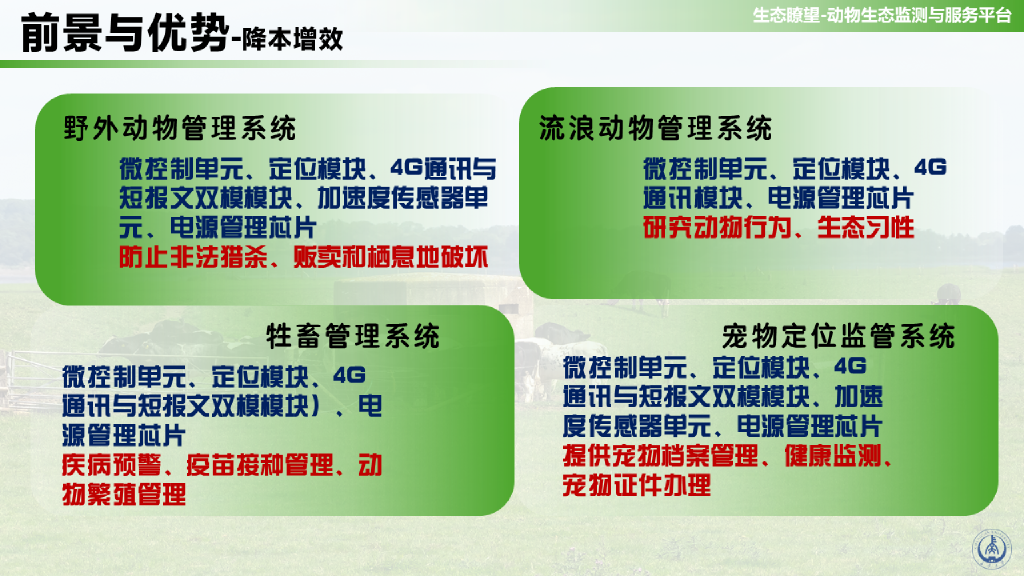 前景与优势-降本增效
生态瞭望-动物生态监测与服务平台
野外动物管理系统
微控制单元、定位模块、4G通讯与
短报文双模模块、加速度传感器单
元、电源管理芯片
防止非法猎杀、贩卖和栖息地破坏
流浪动物管理系统
微控制单元、定位模块、4G
通讯模块、电源管理芯片
研究动物行为、生态习性
牲畜管理系统
微控制单元、定位模块、4G
通讯与短报文双模模块）、电
源管理芯片
疾病预警、疫苗接种管理、动
物繁殖管理
宠物定位监管系统
微控制单元、定位模块、4G
通讯与短报文双模模块、加速
度传感器单元、电源管理芯片
提供宠物档案管理、健康监测、
宠物证件办理